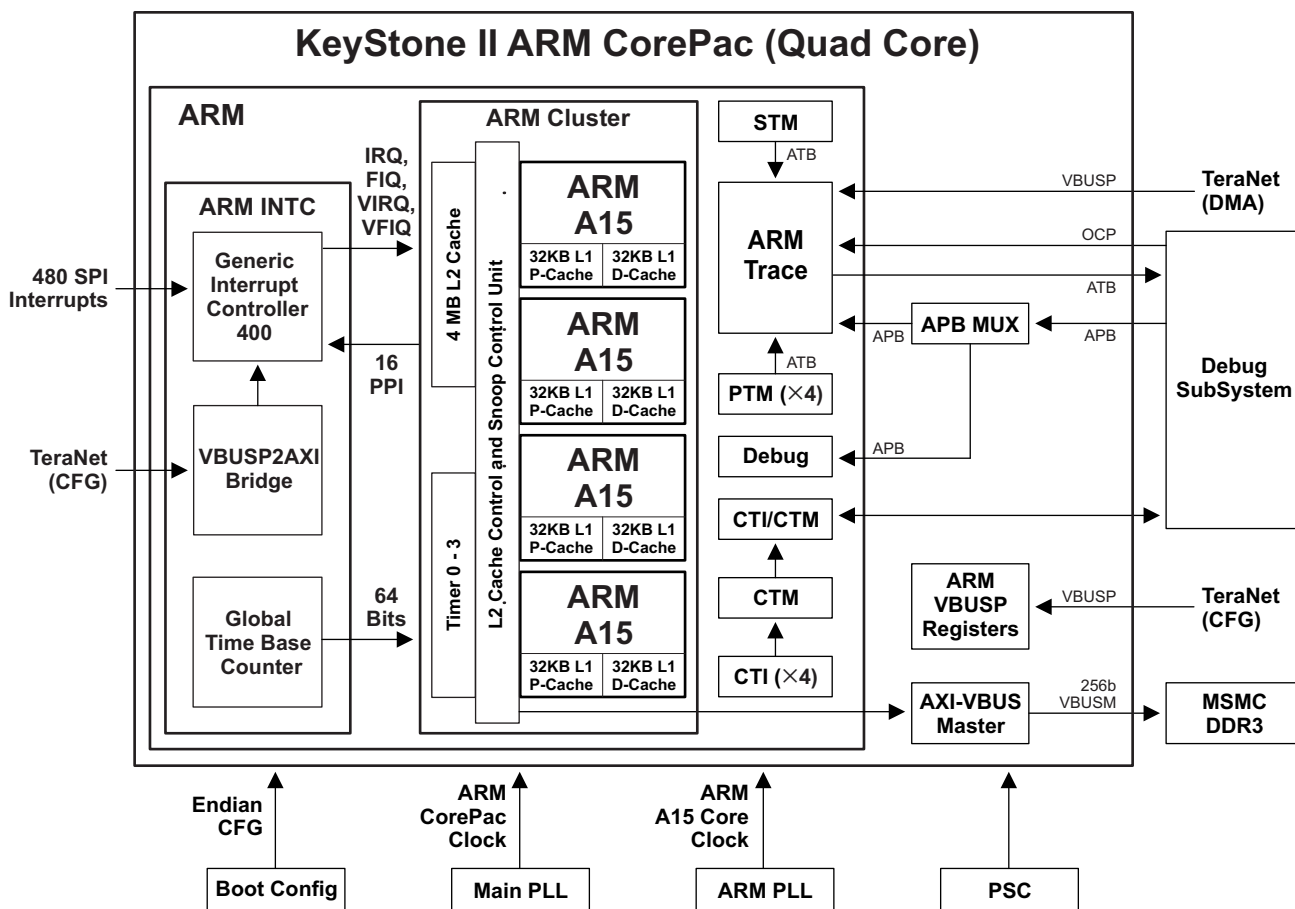 KeyStone II ARM CorePac (Quad Core)
ARM
ARM INTC
Generic
Interrupt
Controller
400
VBUSP2AXI
Bridge
Global
Time Base
Counter
480 SPI
Interrupts
TeraNet
(CFG)
IRQ,
FIQ,
VIRQ,
VFIQ
16
PPI
64
Bits
ARM Cluster
4 MB L2 Cache
Timer 0 - 3
L2 Cache Control and Snoop Control Unit
ARM
A15
32KB L1
P-Cache
32KB L1
D-Cache
ARM
A15
32KB L1
P-Cache
32KB L1
D-Cache
ARM
A15
32KB L1
P-Cache
32KB L1
D-Cache
ARM
A15
32KB L1
P-Cache
32KB L1
D-Cache
STM
ATB
ARM
Trace
ATB
PTM (×4)
Debug
CTI/CTM
CTM
CTI (×4)
VBUSP
OCP
ATB
APB
APB MUX
APB
APB
TeraNet
(DMA)
Debug
SubSystem
ARM
VBUSP
Registers
VBUSP
TeraNet
(CFG)
AXI-VBUS
Master
256b
VBUSM
MSMC
DDR3
Endian
CFG
Boot Config
ARM
CorePac
Clock
Main PLL
ARM
A15 Core
Clock
ARM PLL
PSC